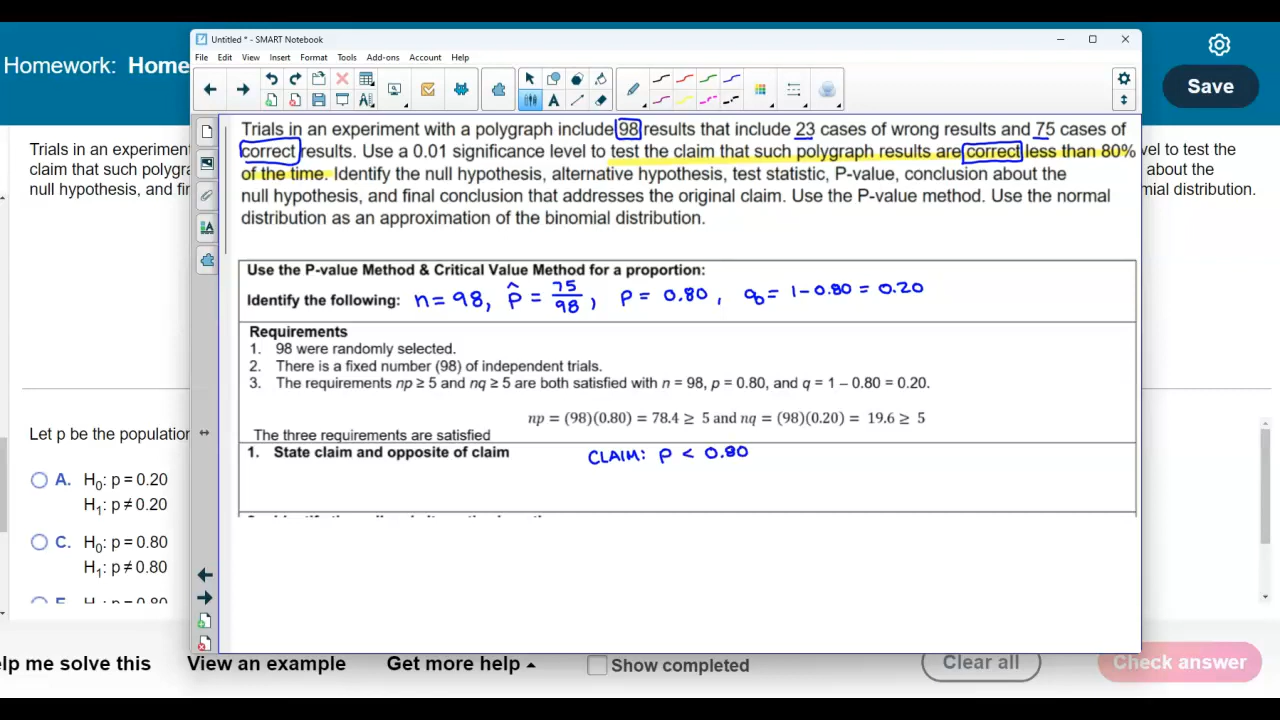 Homework: Home
Save
Trials in an experiment
claim that such polygra
null hypothesis, and fin
vel to test the
about the
mial distribution.
Let p be the population
A. H0: p = 0.20
H1: p ≠ 0.20
C. H0: p = 0.80
H1: p ≠ 0.80
Untitled * - SMART Notebook
File Edit View Insert Format Tools Add-ons Account Help
Trials in an experiment with a polygraph include 98 results that include 23 cases of wrong results and 75 cases of
correct results. Use a 0.01 significance level to test the claim that such polygraph results are correct less than 80%
of the time. Identify the null hypothesis, alternative hypothesis, test statistic, P-value, conclusion about the
null hypothesis, and final conclusion that addresses the original claim. Use the P-value method. Use the normal
distribution as an approximation of the binomial distribution.
Use the P-value Method & Critical Value Method for a proportion:
Identify the following: n = 98, p̂ = 75/98, p = 0.80, q = 1 - 0.80 = 0.20
Requirements
1. 98 were randomly selected.
2. There is a fixed number (98) of independent trials.
3. The requirements np ≥ 5 and nq ≥ 5 are both satisfied with n = 98, p = 0.80, and q = 1 – 0.80 = 0.20.
np = (98)(0.80) = 78.4 ≥ 5 and nq = (98)(0.20) = 19.6 ≥ 5
The three requirements are satisfied
1. State claim and opposite of claim CLAIM: p < 0.80
elp me solve this View an example Get more help Show completed Clear all Check answer